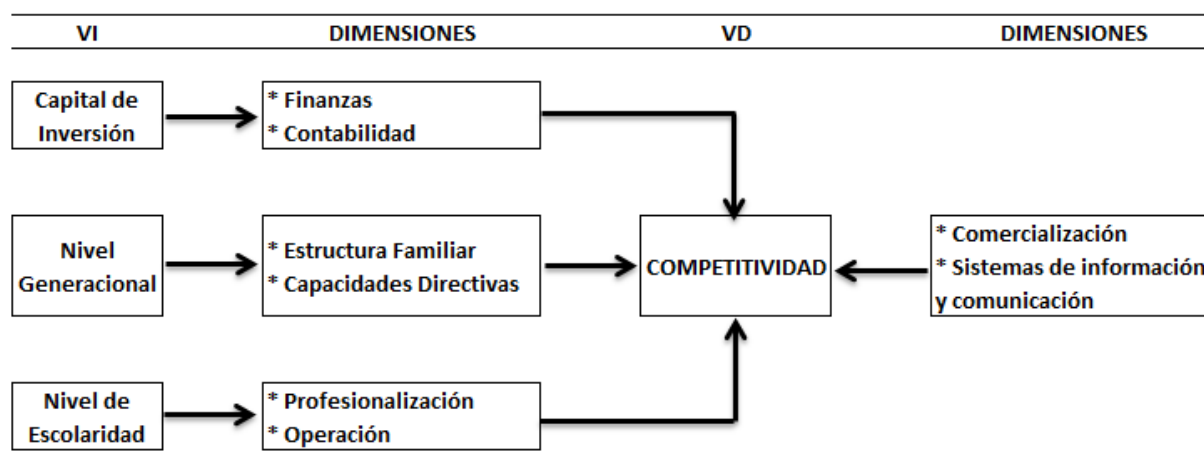 VI DIMENSIONES VD DIMENSIONES
Capital de
Inversión
* Finanzas
* Contabilidad
Nivel
Generacional
* Estructura Familiar
* Capacidades Directivas
COMPETITIVIDAD
* Comercialización
* Sistemas de información
y comunicación
Nivel de
Escolaridad
* Profesionalización
* Operación